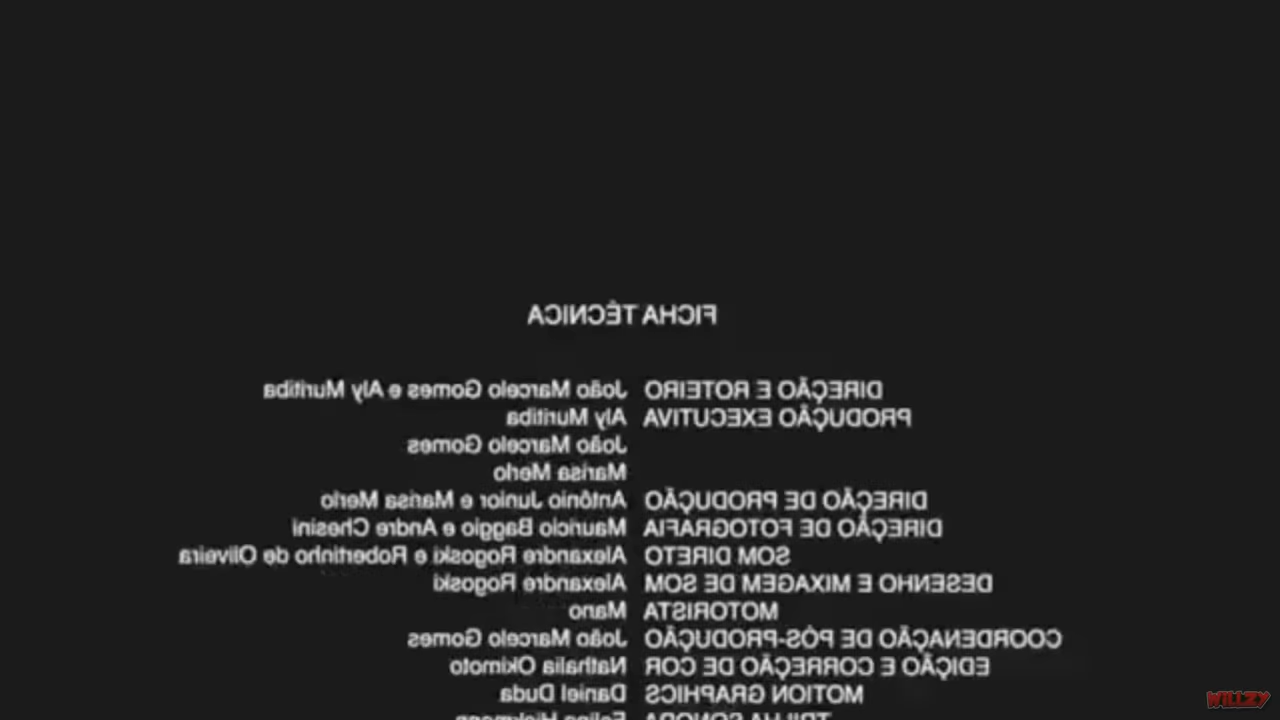 FICHA TÉCNICA
DIREÇÃO E ROTEIRO João Marcelo Gomes e Aly Muritiba
PRODUÇÃO EXECUTIVA Aly Muritiba
João Marcelo Gomes
Marisa Merlo
DIREÇÃO DE PRODUÇÃO Antônio Junior e Marisa Merlo
DIREÇÃO DE FOTOGRAFIA Mauricio Baggio e Andre Chesini
SOM DIRETO Alexandre Rogoski e Robertinho de Oliveira
DESENHO E MIXAGEM DE SOM Alexandre Rogoski
MOTORISTA Mano
COORDENAÇÃO DE PÓS-PRODUÇÃO João Marcelo Gomes
EDIÇÃO E CORREÇÃO DE COR Nathalia Okimoto
MOTION GRAPHICS Daniel Duda
TRILHA SONORA
WILLZY